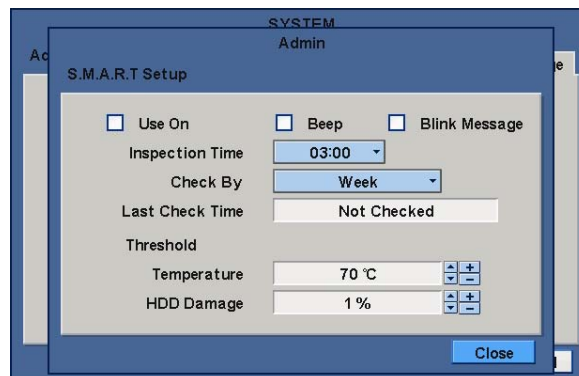 SYSTEM
Admin
S.M.A.R.T Setup
Use On Beep Blink Message
Inspection Time 03:00
Check By Week
Last Check Time Not Checked
Threshold
Temperature 70 ℃
HDD Damage 1 %
Close